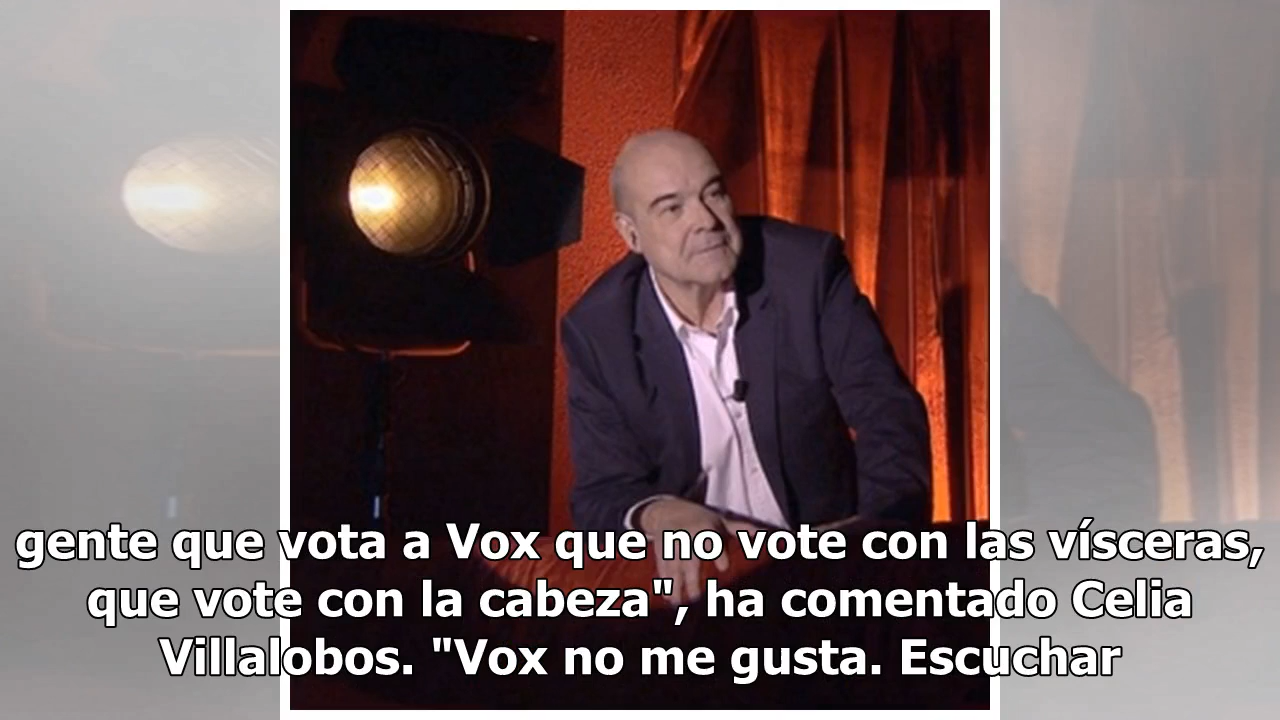 gente que vota a Vox que no vote con las vísceras,
que vote con la cabeza", ha comentado Celia
Villalobos. "Vox no me gusta. Escuchar